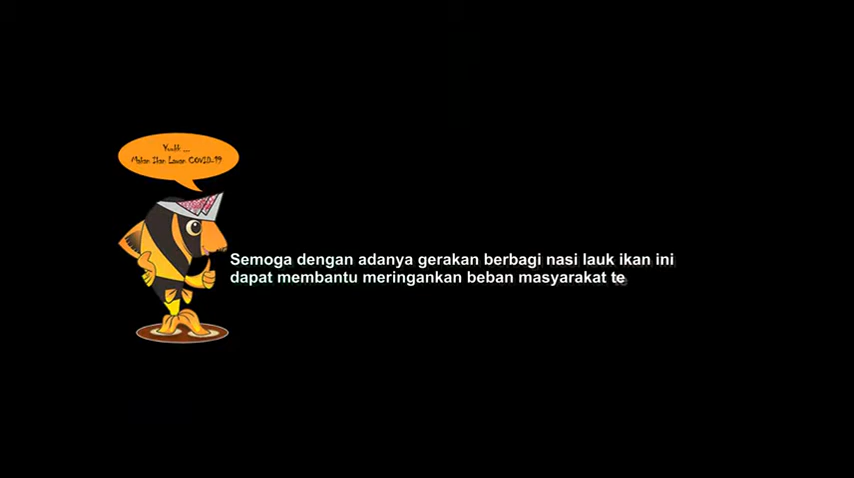 Yuulk ....
Makan Ikan Lawan COVID-19
Semoga dengan adanya gerakan berbagi nasi lauk ikan ini
dapat membantu meringankan beban masyarakat te